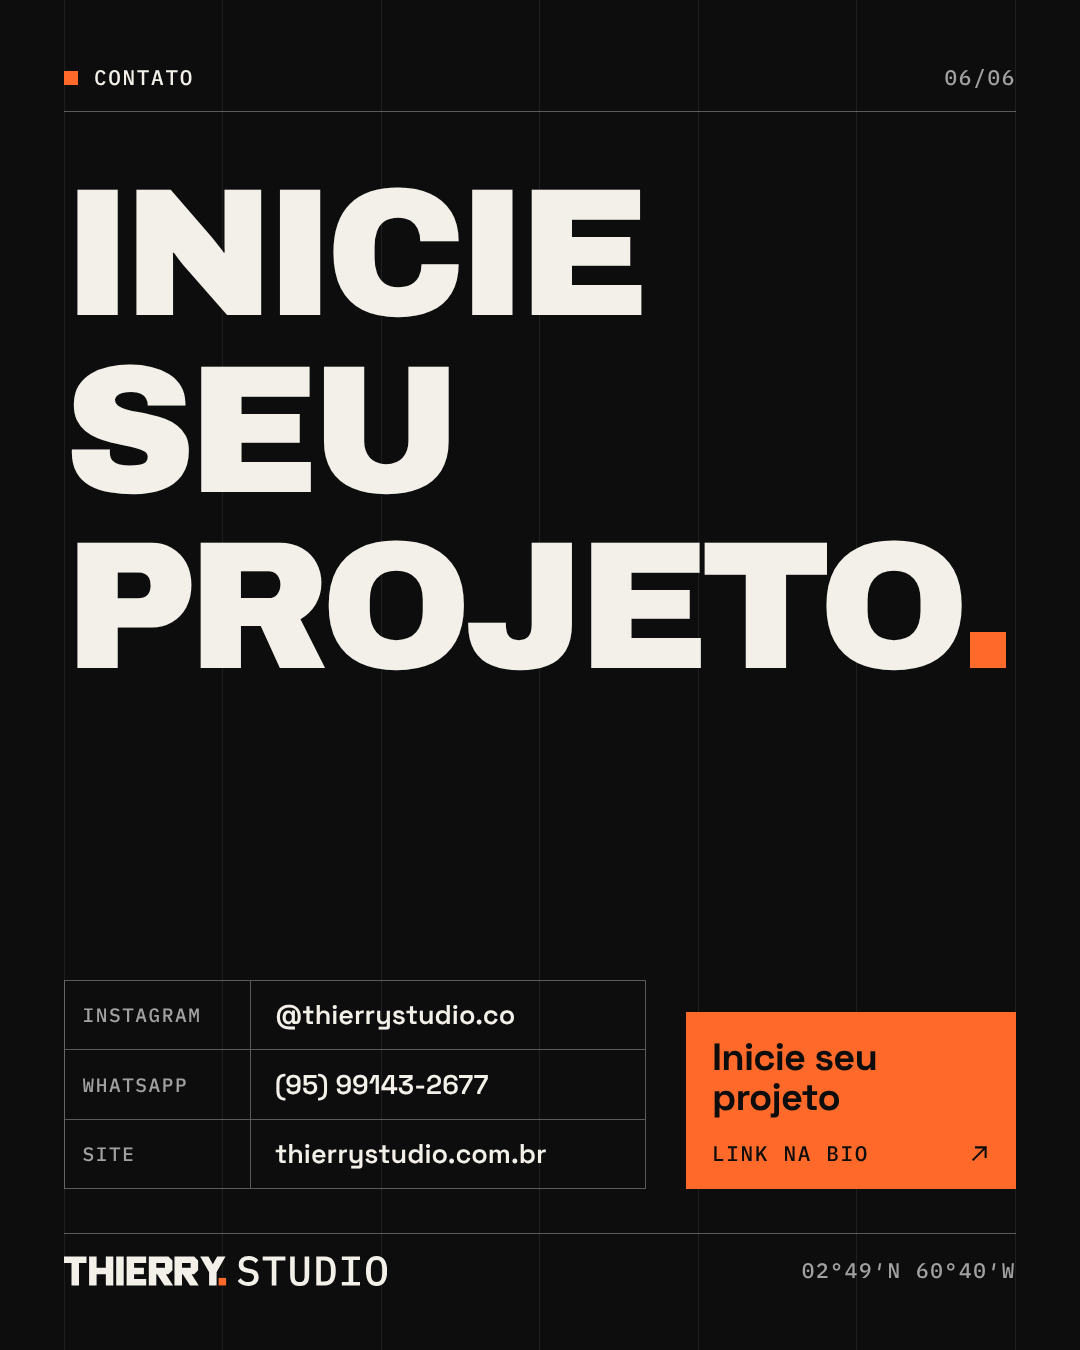 CONTATO
06/06
INICIE
SEU
PROJETO.
INSTAGRAM
@thierrystudio.co
WHATSAPP
(95) 99143-2677
SITE
thierrystudio.com.br
Inicie seu
projeto
LINK NA BIO ↗
THIERRY. STUDIO
02°49′N 60°40′W